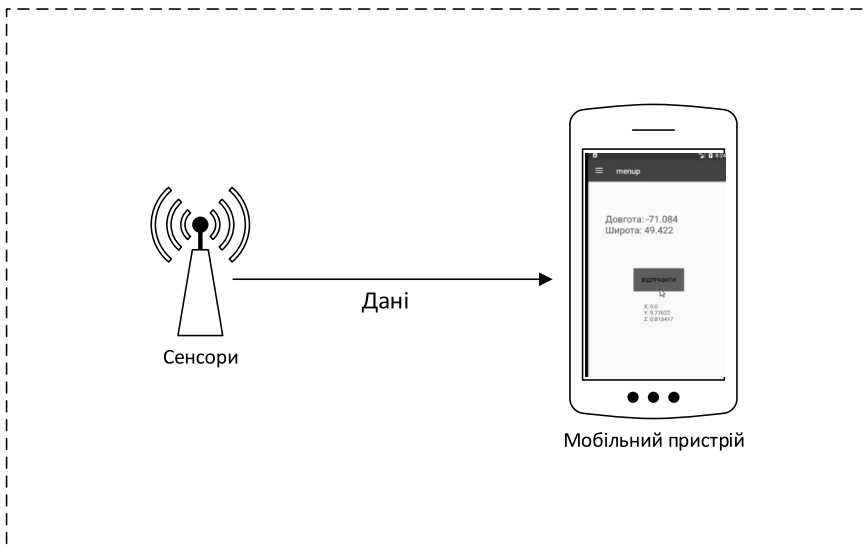 menup
Довгота: -71.084
Широта: 49.422
ВІДПРАВИТИ
X: 0.0
Y: 9.77622
Z: 0.813417
Дані
Сенсори
Мобільний пристрій